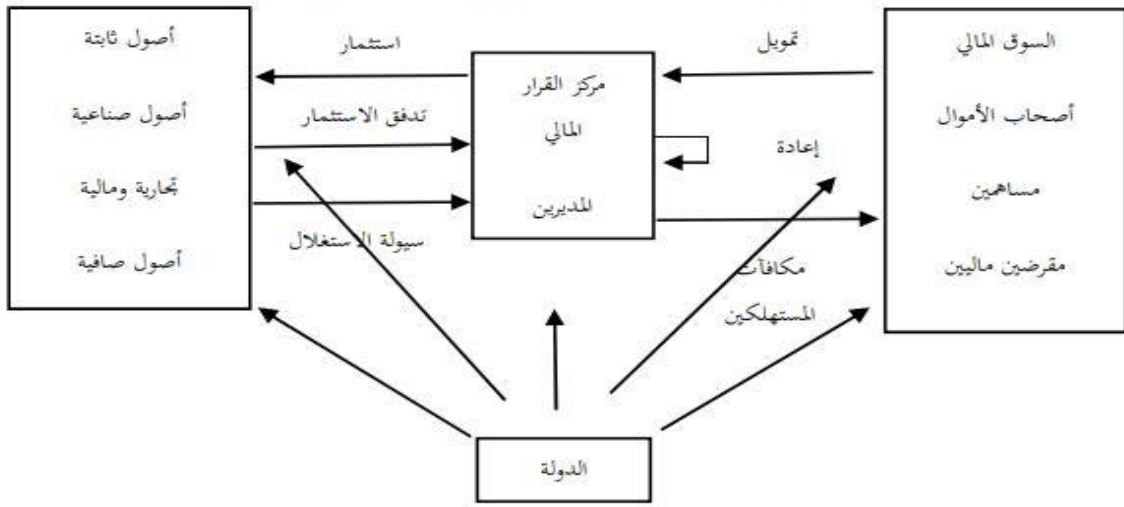 السوق المالي
أصحاب الأموال
مساهمين
مقرضين ماليين
تمويل
إعادة
مكافآت
المستهلكين
مركز القرار
المالي
المديرين
استثمار
تدفق الاستثمار
سيولة الاستغلال
أصول ثابتة
أصول صناعية
تجارية ومالية
أصول صافية
الدولة